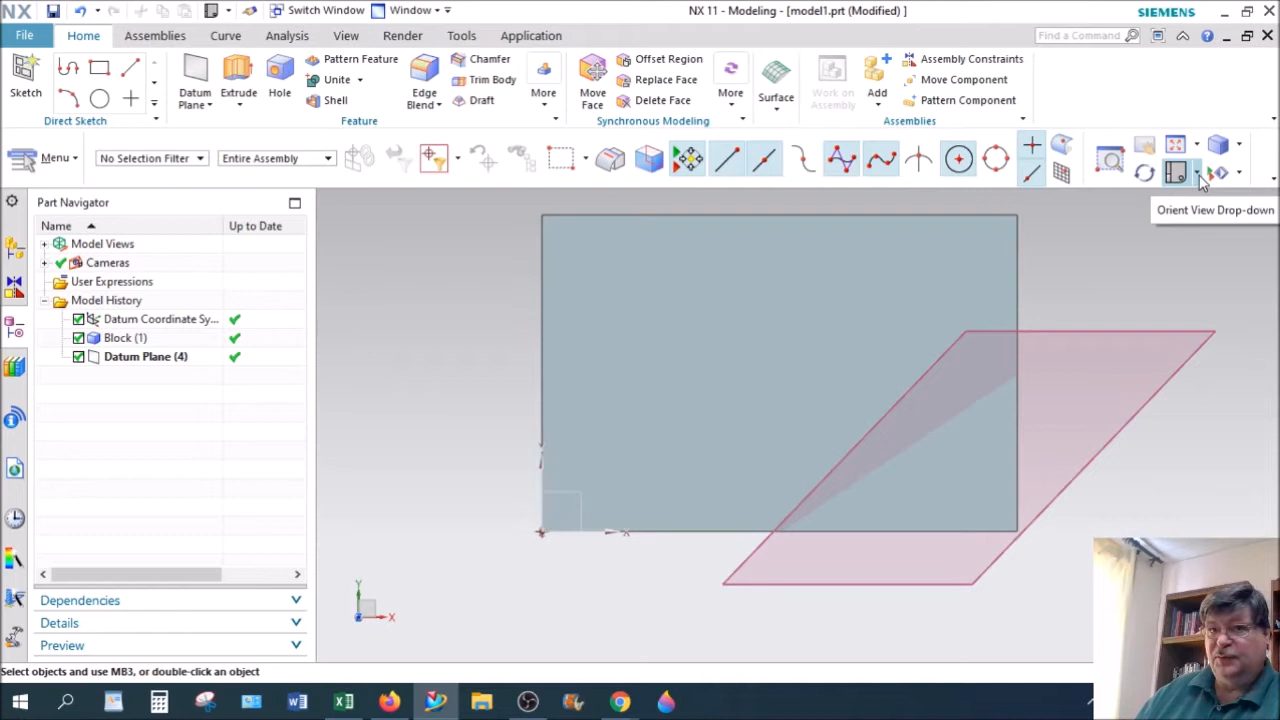 NX
Switch Window
Window
NX 11 - Modeling - [model1.prt (Modified) ]
SIEMENS
File
Home
Assemblies
Curve
Analysis
View
Render
Tools
Application
Find a Command
Sketch
Direct Sketch
Datum
Plane
Extrude
Hole
Pattern Feature
Unite
Shell
Edge
Blend
Chamfer
Trim Body
Draft
More
Feature
Move
Face
Offset Region
Replace Face
Delete Face
More
Synchronous Modeling
Surface
Work on
Assembly
Add
Assembly Constraints
Move Component
Pattern Component
Assemblies
Menu
No Selection Filter
Entire Assembly
Orient View Drop-down
Part Navigator
Name
Up to Date
Model Views
Cameras
User Expressions
Model History
Datum Coordinate Sy...
Block (1)
Datum Plane (4)
Dependencies
Details
Preview
X
Y
Z
X
Select objects and use MB3, or double-click an object